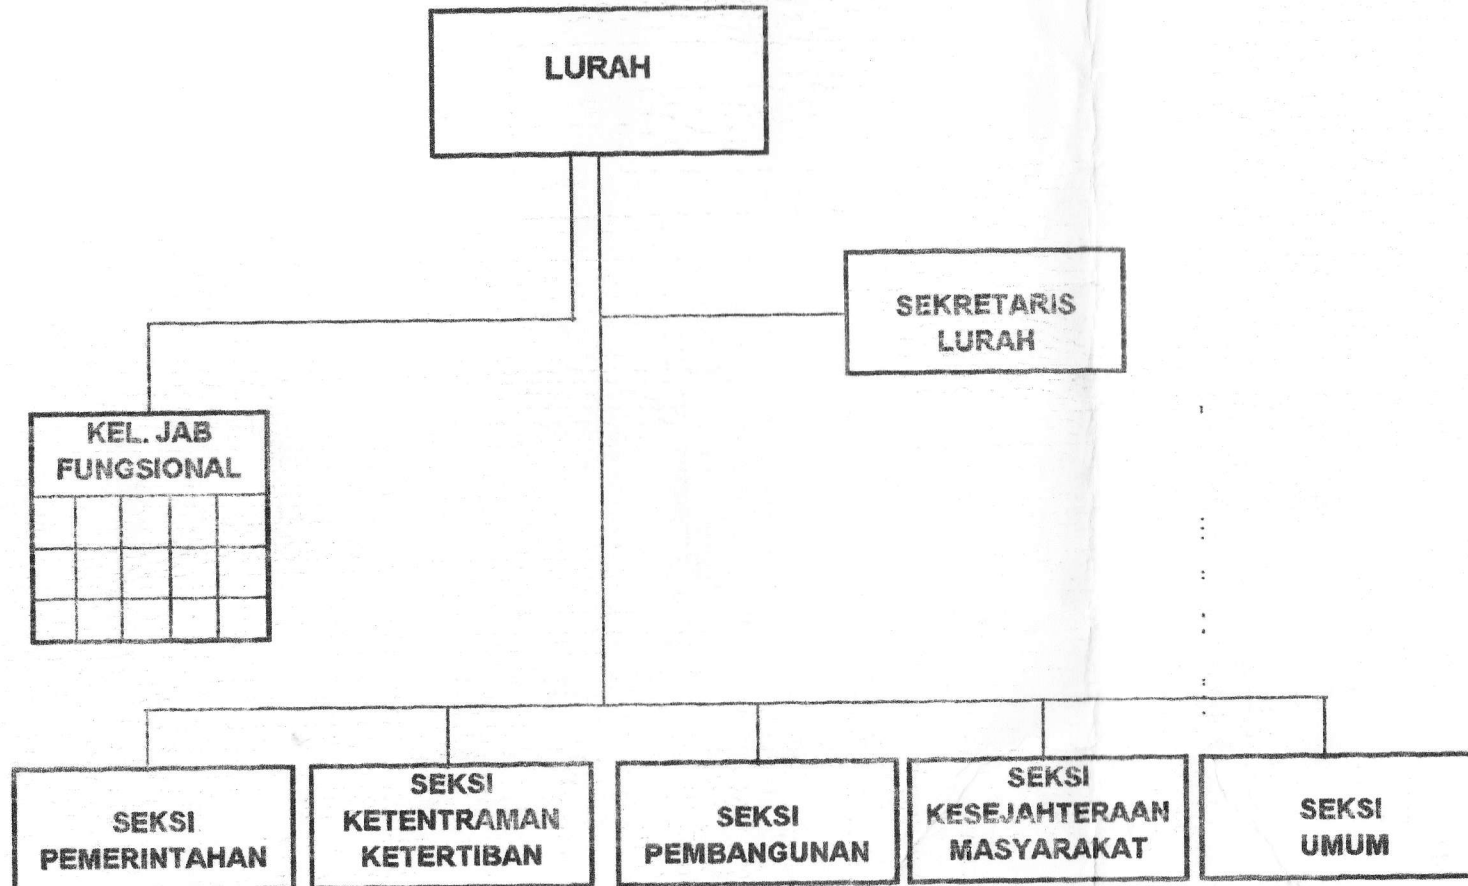 LURAH
SEKRETARIS
LURAH
KEL. JAB
FUNGSIONAL
SEKSI
PEMERINTAHAN
SEKSI
KETENTRAMAN
KETERTIBAN
SEKSI
PEMBANGUNAN
SEKSI
KESEJAHTERAAN
MASYARAKAT
SEKSI
UMUM